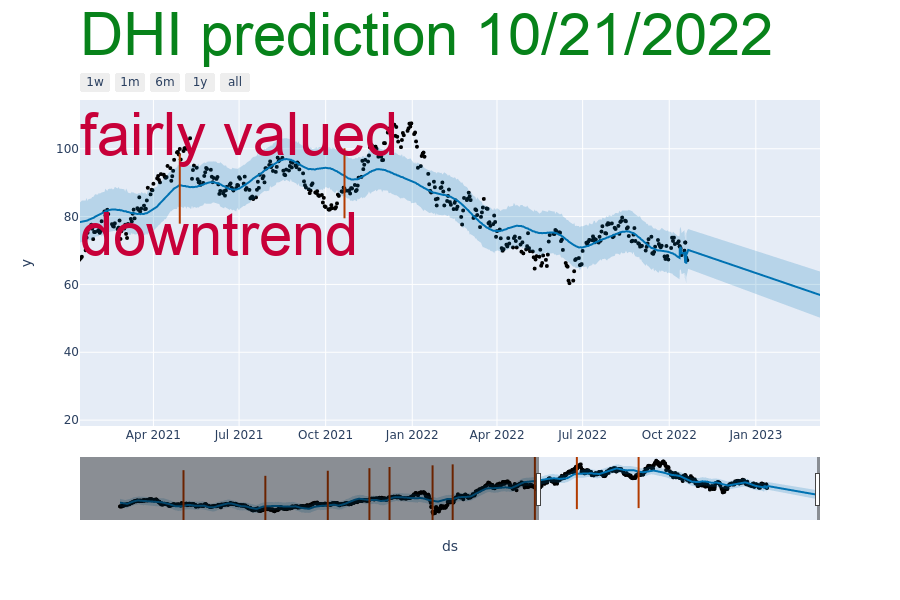 DHI prediction 10/21/2022
1w 1m 6m 1y all
fairly valued
downtrend
100
80
60
40
20
y
Apr 2021 Jul 2021 Oct 2021 Jan 2022 Apr 2022 Jul 2022 Oct 2022 Jan 2023
ds